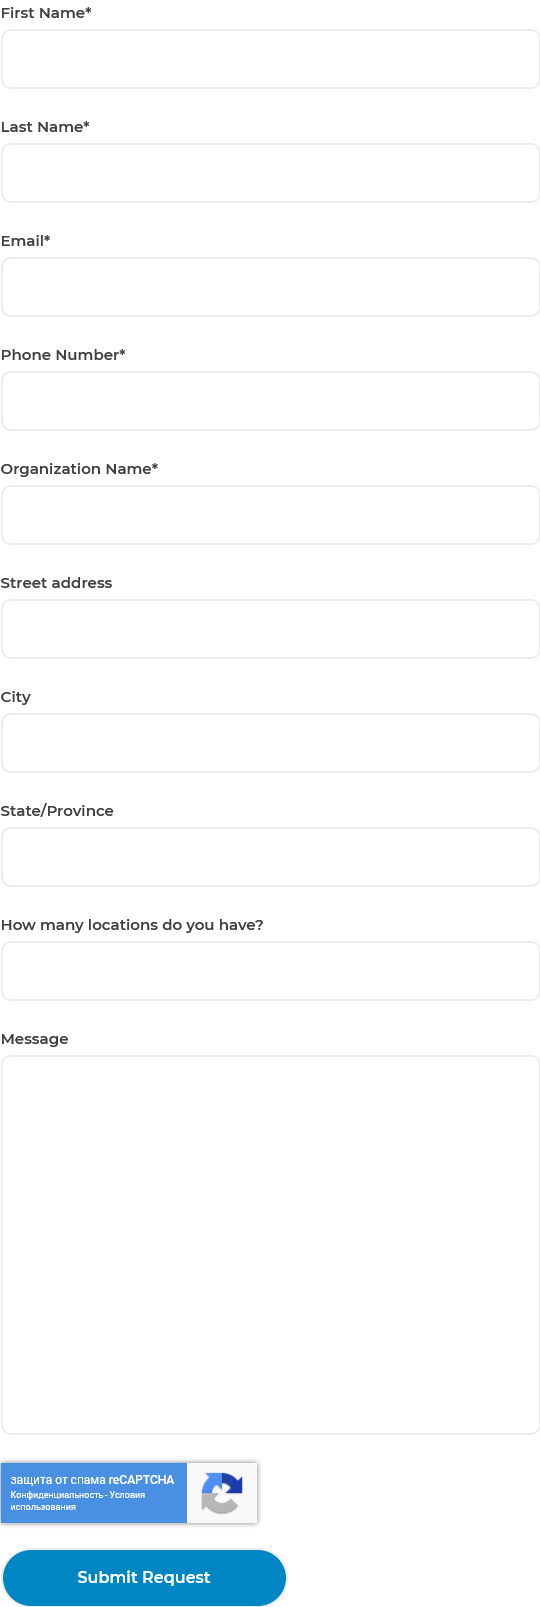 First Name*
Last Name*
Email*
Phone Number*
Organization Name*
Street address
City
State/Province
How many locations do you have?
Message
защита от спама reCAPTCHA
Конфиденциальность - Условия
использования
Submit Request